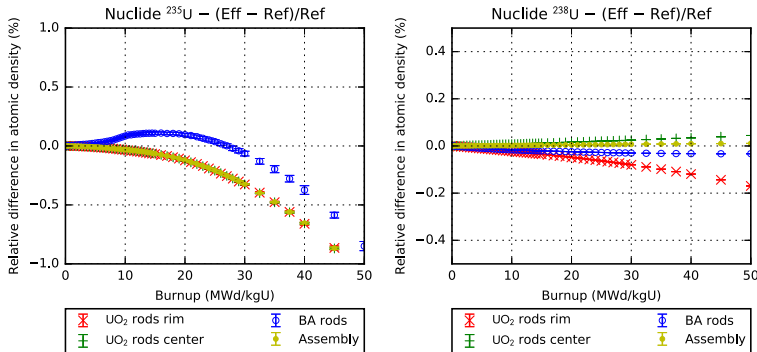 Nuclide ²³⁵U − (Eff − Ref)/Ref
Relative difference in atomic density (%)
1.0
0.5
0.0
−0.5
−1.0
0 10 20 30 40 50
Burnup (MWd/kgU)
UO₂ rods rim
UO₂ rods center
BA rods
Assembly
Nuclide ²³⁸U − (Eff − Ref)/Ref
Relative difference in atomic density (%)
0.4
0.2
0.0
−0.2
−0.4
0 10 20 30 40 50
Burnup (MWd/kgU)
UO₂ rods rim
UO₂ rods center
BA rods
Assembly